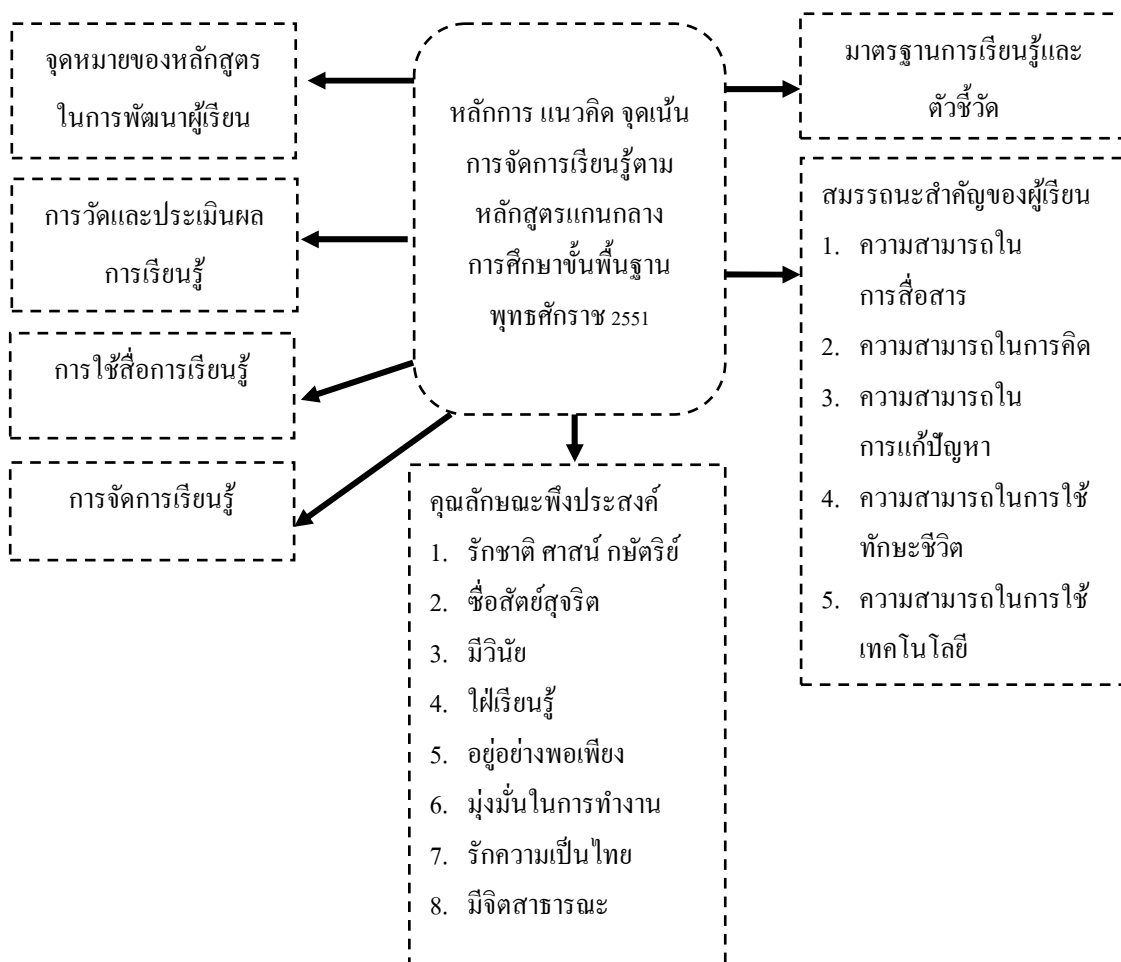 จุดหมายของหลักสูตร
ในการพัฒนาผู้เรียน
การวัดและประเมินผล
การเรียนรู้
การใช้สื่อการเรียนรู้
การจัดการเรียนรู้
หลักการ แนวคิด จุดเน้น
การจัดการเรียนรู้ตาม
หลักสูตรแกนกลาง
การศึกษาขั้นพื้นฐาน
พุทธศักราช 2551
มาตรฐานการเรียนรู้และ
ตัวชี้วัด
สมรรถนะสำคัญของผู้เรียน
1. ความสามารถใน
การสื่อสาร
2. ความสามารถในการคิด
3. ความสามารถใน
การแก้ปัญหา
4. ความสามารถในการใช้
ทักษะชีวิต
5. ความสามารถในการใช้
เทคโนโลยี
คุณลักษณะพึงประสงค์
1. รักชาติ ศาสน์ กษัตริย์
2. ซื่อสัตย์สุจริต
3. มีวินัย
4. ใฝ่เรียนรู้
5. อยู่อย่างพอเพียง
6. มุ่งมั่นในการทำงาน
7. รักความเป็นไทย
8. มีจิตสาธารณะ